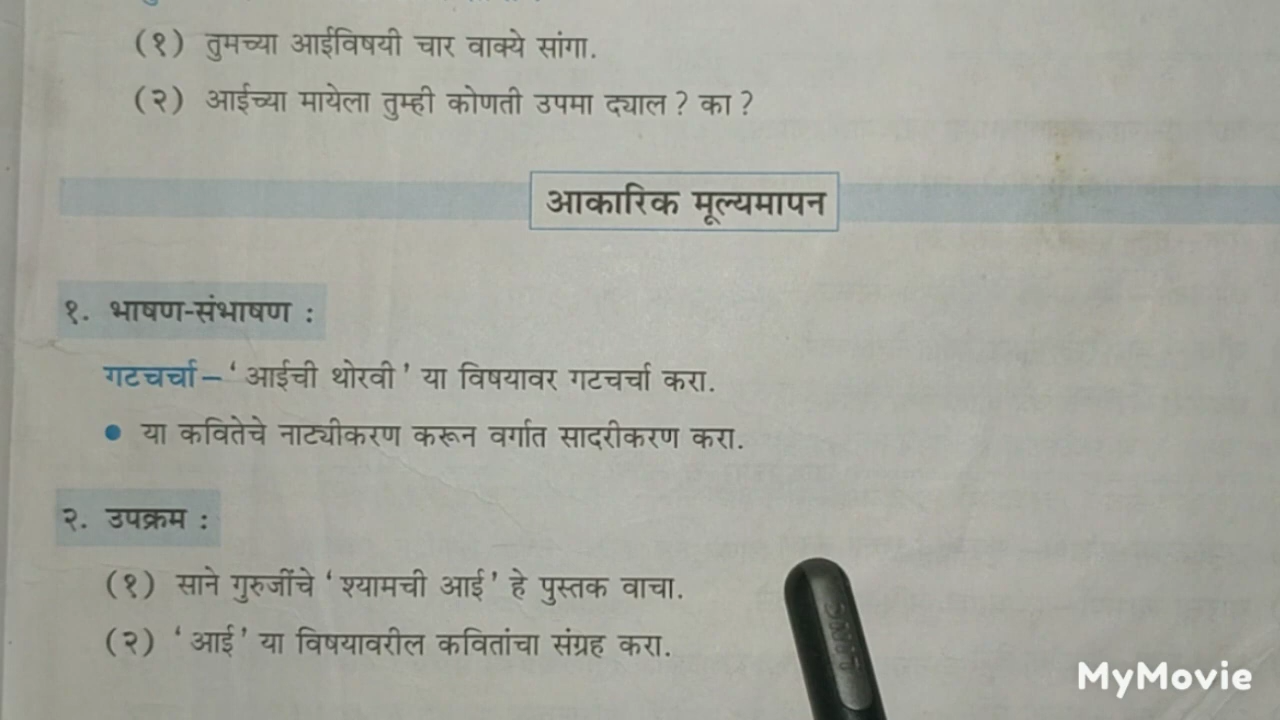 (१) तुमच्या आईविषयी चार वाक्ये सांगा.
(२) आईच्या मायेला तुम्ही कोणती उपमा द्याल ? का ?
आकारिक मूल्यमापन
१. भाषण-संभाषण :
गटचर्चा – ' आईची थोरवी ' या विषयावर गटचर्चा करा.
● या कवितेचे नाट्यीकरण करून वर्गात सादरीकरण करा.
२. उपक्रम :
(१) साने गुरुजींचे ' श्यामची आई ' हे पुस्तक वाचा.
(२) ' आई ' या विषयावरील कवितांचा संग्रह करा.
MyMovie